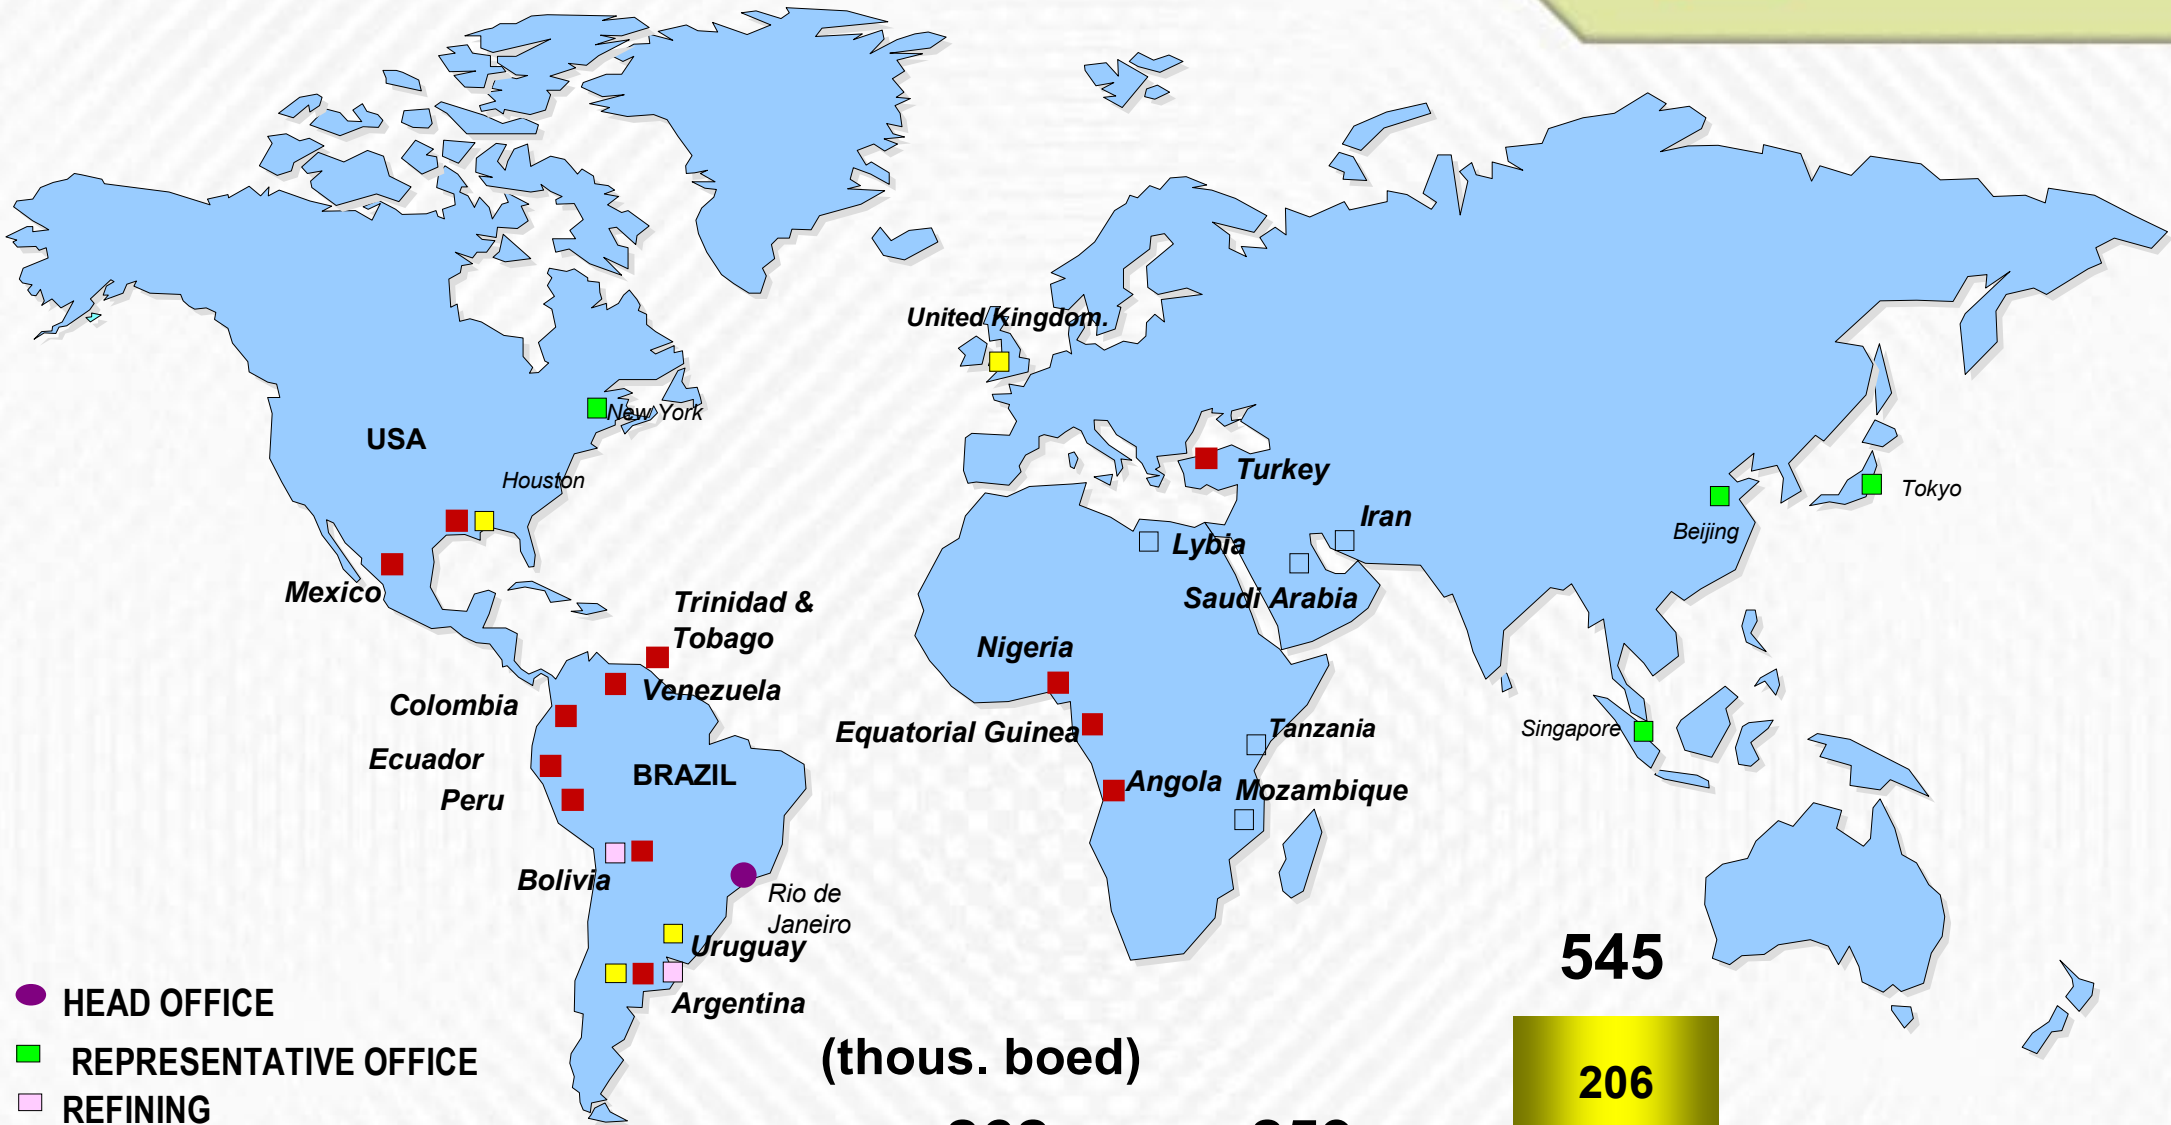 United Kingdom.
New York
USA
Houston
Turkey
Tokyo
Iran
Beijing
Lybia
Mexico
Saudi Arabia
Trinidad &
Tobago
Nigeria
Venezuela
Colombia
Equatorial Guinea
Tanzania
Singapore
Ecuador
BRAZIL
Peru
Angola
Mozambique
Bolivia
Rio de
Janeiro
Uruguay
Argentina
545
HEAD OFFICE
REPRESENTATIVE OFFICE
REFINING
(thous. boed)
206